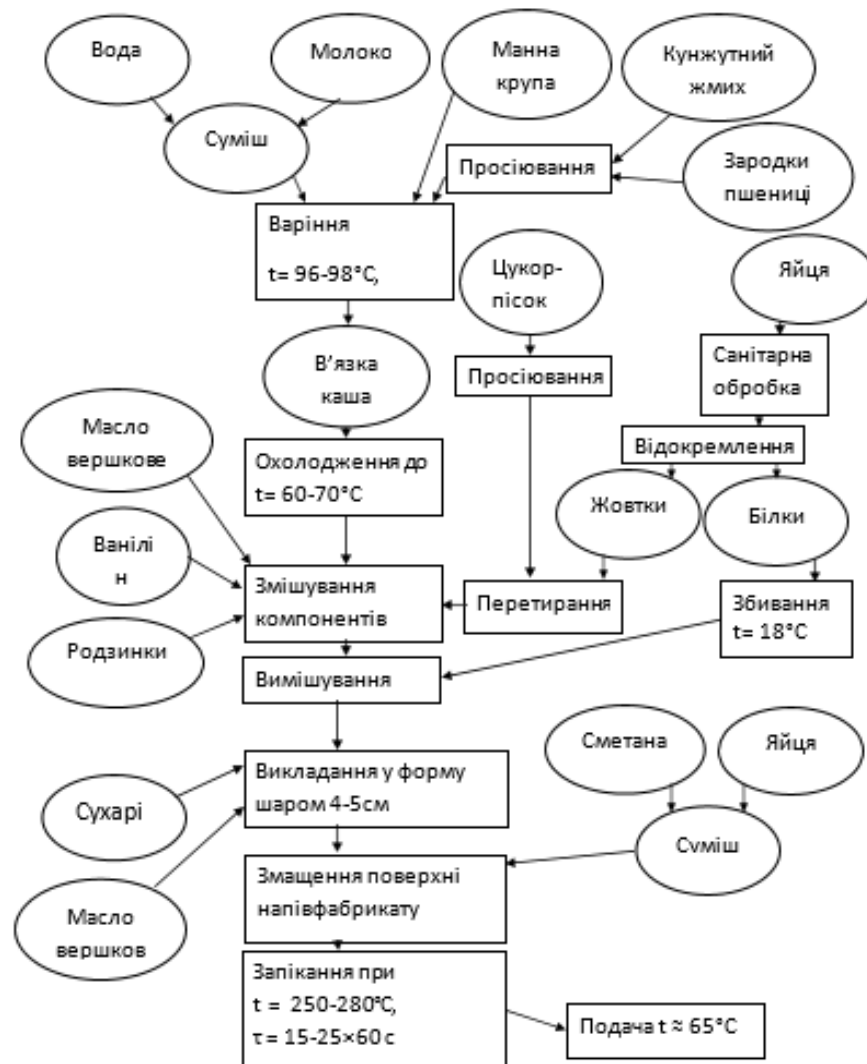 Вода
Молоко
Манна
крупа
Кунжутний
жмих
Суміш
Просіювання
Зародки
пшениці
Варіння
t= 96-98°C,
Цукор-
пісок
Яйця
В'язка
каша
Просіювання
Санітарна
обробка
Масло
вершкове
Охолодження до
t= 60-70°C
Відокремлення
Жовтки
Білки
Ванілі
н
Змішування
компонентів
Перетирання
Збивання
t= 18°C
Родзинки
Вимішування
Сметана
Яйця
Сухарі
Викладання у форму
шаром 4-5см
Суміш
Масло
вершков
Змащення поверхні
напівфабрикату
Запікання при
t = 250-280°C,
τ = 15-25×60 с
Подача t ≈ 65°C